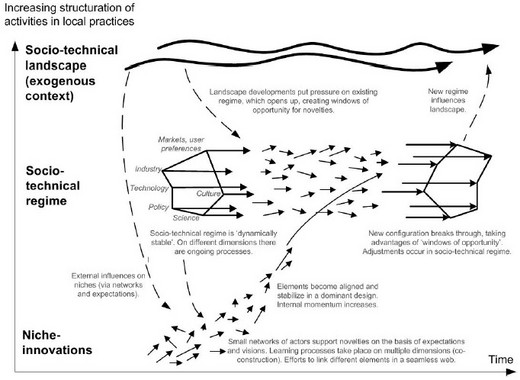 Increasing structuration
of activities in local practices
Socio-technical
landscape
(exogenous
context)
Landscape developments put pressure on existing
regime, which opens up, creating windows of
opportunity for novelties.
New regime
influences
landscape.
Markets, user
preferences
Industry
Socio-
technical
regime
Technology
Culture
Policy
Science
Socio-technical regime is ‘dynamically
stable’. On different dimensions there
are ongoing processes.
New configuration breaks through, taking
advantages of ‘windows of opportunity’.
Adjustments occur in socio-technical regime.
External influences on
niches (via networks
and expectations).
Elements become aligned and
stabilize in a dominant design.
Internal momentum increases.
Niche-
innovations
Small networks of actors support novelties on the basis of expectations
and visions. Learning processes take place on multiple dimensions (co-
construction). Efforts to link different elements in a seamless web.
Time